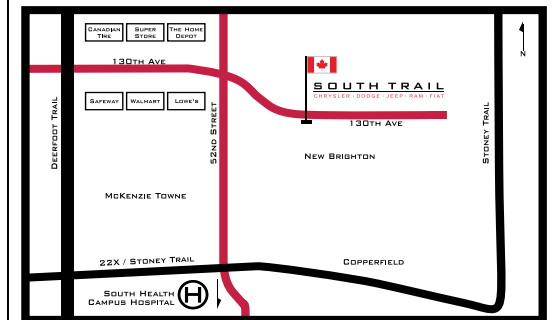 CANADIAN
TIRE
SUPER
STORE
THE HOME
DEPOT
130TH AVE
N
SOUTH TRAIL
CHRYSLER • DODGE • JEEP • RAM • FIAT
SAFEWAY
WALMART
LOWE'S
130TH AVE
DEERFOOT TRAIL
52ND STREET
STONEY TRAIL
NEW BRIGHTON
MCKENZIE TOWNE
22X / STONEY TRAIL
COPPERFIELD
SOUTH HEALTH
CAMPUS HOSPITAL
H